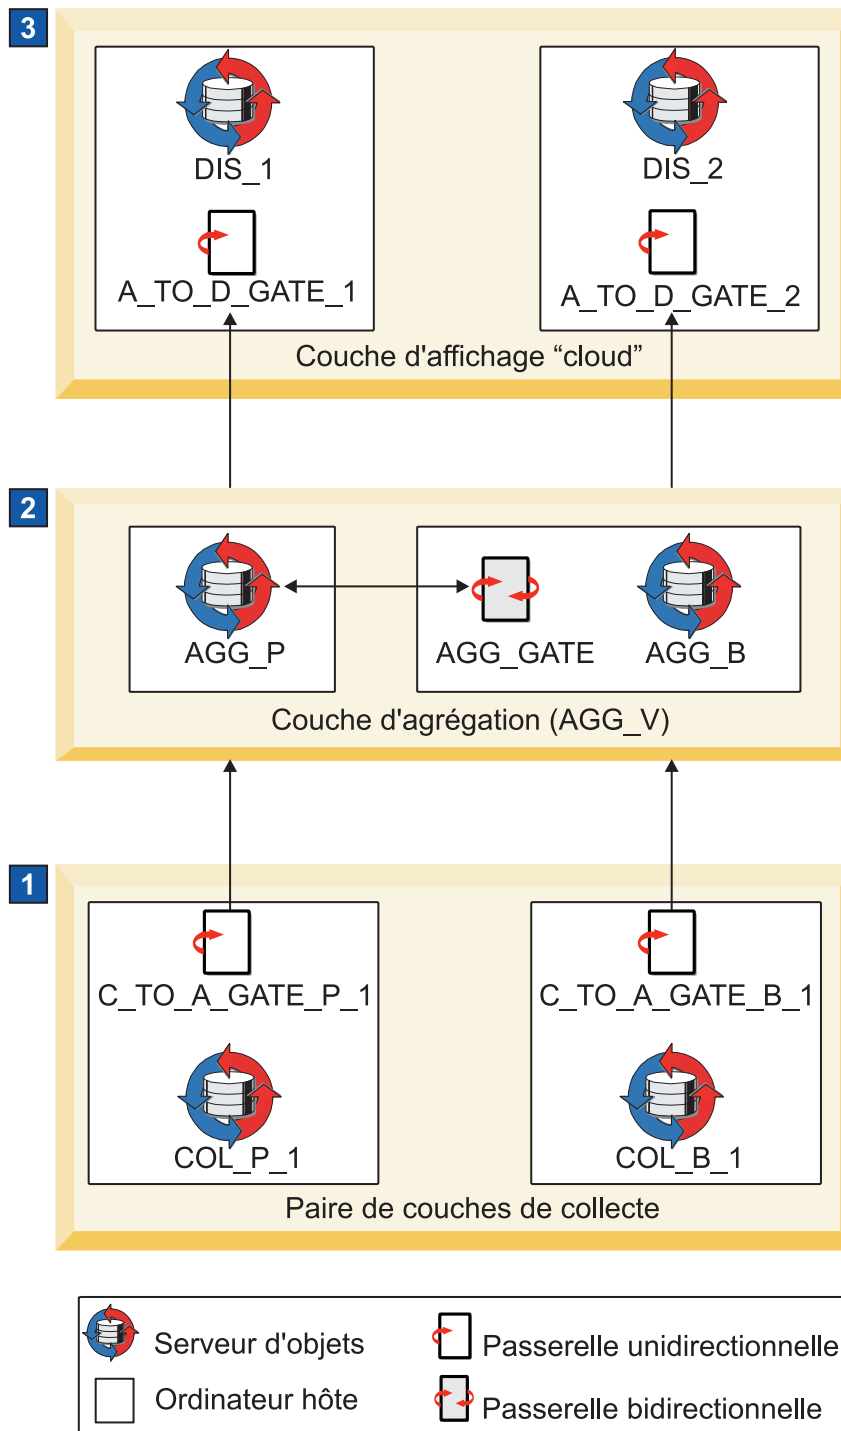 3
DIS_1
DIS_2
A_TO_D_GATE_1
A_TO_D_GATE_2
Couche d'affichage “cloud”
2
AGG_P
AGG_GATE
AGG_B
Couche d'agrégation (AGG_V)
1
C_TO_A_GATE_P_1
C_TO_A_GATE_B_1
COL_P_1
COL_B_1
Paire de couches de collecte
Serveur d'objets
Passerelle unidirectionnelle
Ordinateur hôte
Passerelle bidirectionnelle